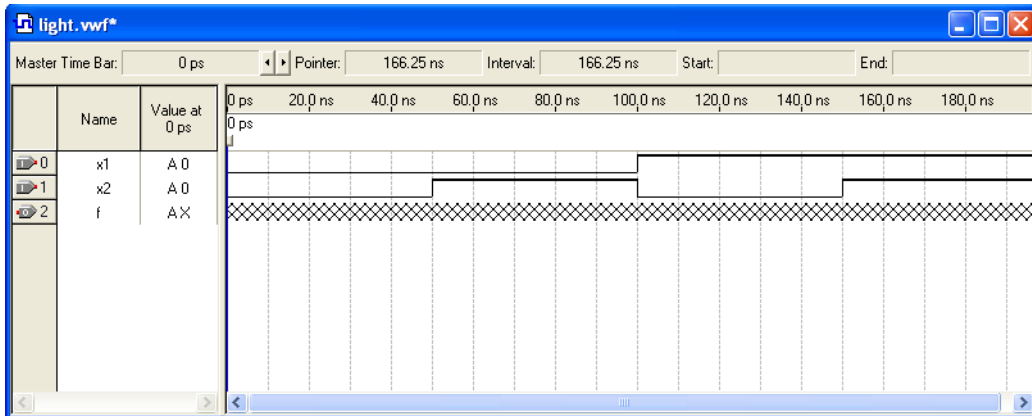 light.vwf*
Master Time Bar: 0 ps Pointer: 166.25 ns Interval: 166.25 ns Start: End:
Name Value at 0 ps
0 ps 20.0 ns 40.0 ns 60.0 ns 80.0 ns 100.0 ns 120.0 ns 140.0 ns 160.0 ns 180.0 ns
0 ps
0 x1 A 0
1 x2 A 0
2 f A X